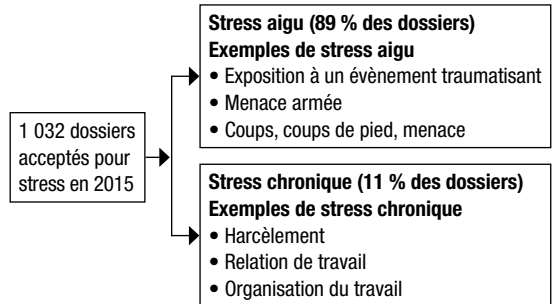 1 032 dossiers
acceptés pour
stress en 2015
Stress aigu (89 % des dossiers)
Exemples de stress aigu
• Exposition à un évènement traumatisant
• Menace armée
• Coups, coups de pied, menace
Stress chronique (11 % des dossiers)
Exemples de stress chronique
• Harcèlement
• Relation de travail
• Organisation du travail